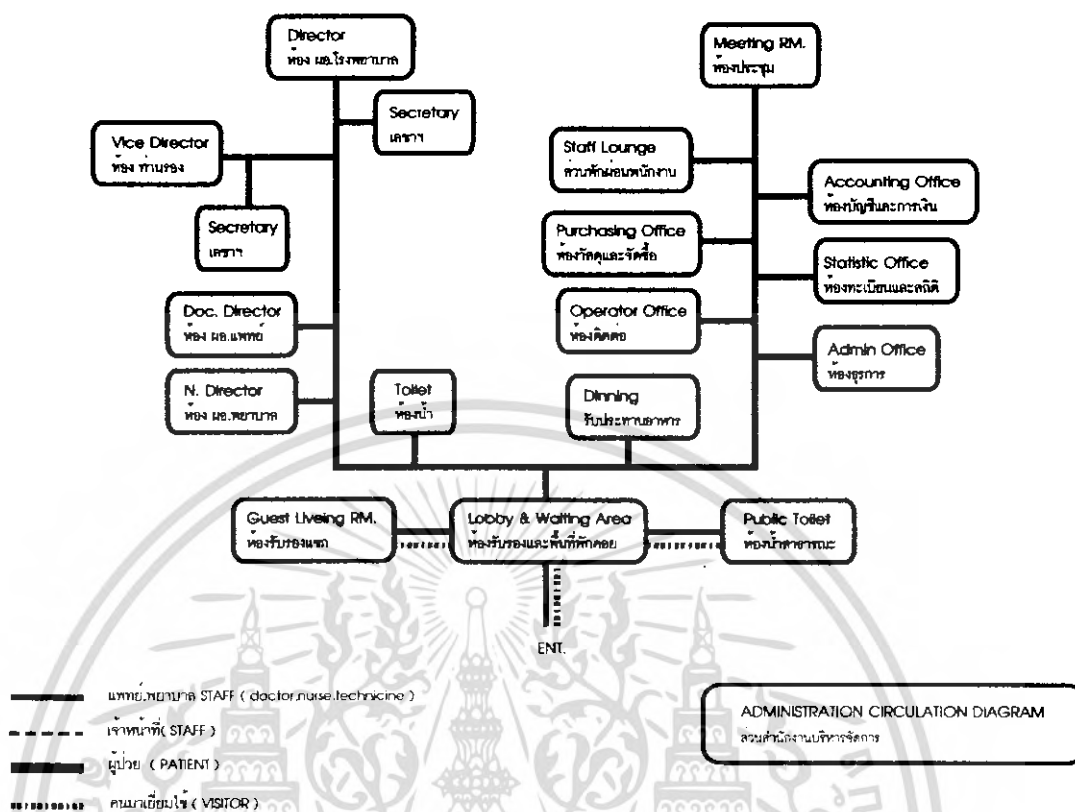 Director
ห้อง ผอ.โรงพยาบาล
Meeting RM.
ห้องประชุม
Secretary
เลขาฯ
Vice Director
ห้อง ท่านรอง
Staff Lounge
ส่วนพักผ่อนพนักงาน
Accounting Office
ห้องบัญชีและการเงิน
Secretary
เลขาฯ
Purchasing Office
ห้องวัสดุและจัดซื้อ
Statistic Office
ห้องทะเบียนและสถิติ
Doc. Director
ห้อง ผอ.แพทย์
Operator Office
ห้องติดต่อ
Admin Office
ห้องธุรการ
N. Director
ห้อง ผอ.พยาบาล
Toilet
ห้องน้ำ
Dinning
รับประทานอาหาร
Guest Liveing RM.
ห้องรับรองแขก
Lobby & Waiting Area
ห้องรับรองและพื้นที่พักคอย
Public Toilet
ห้องน้ำสาธารณะ
ENT.
แพทย์,พยาบาล STAFF ( doctor,nurse,technicine )
เจ้าหน้าที่( STAFF )
ผู้ป่วย ( PATIENT )
คนมาเยี่ยมไข้ ( VISITOR )
ADMINISTRATION CIRCULATION DIAGRAM
ส่วนสำนักงานบริหารจัดการ